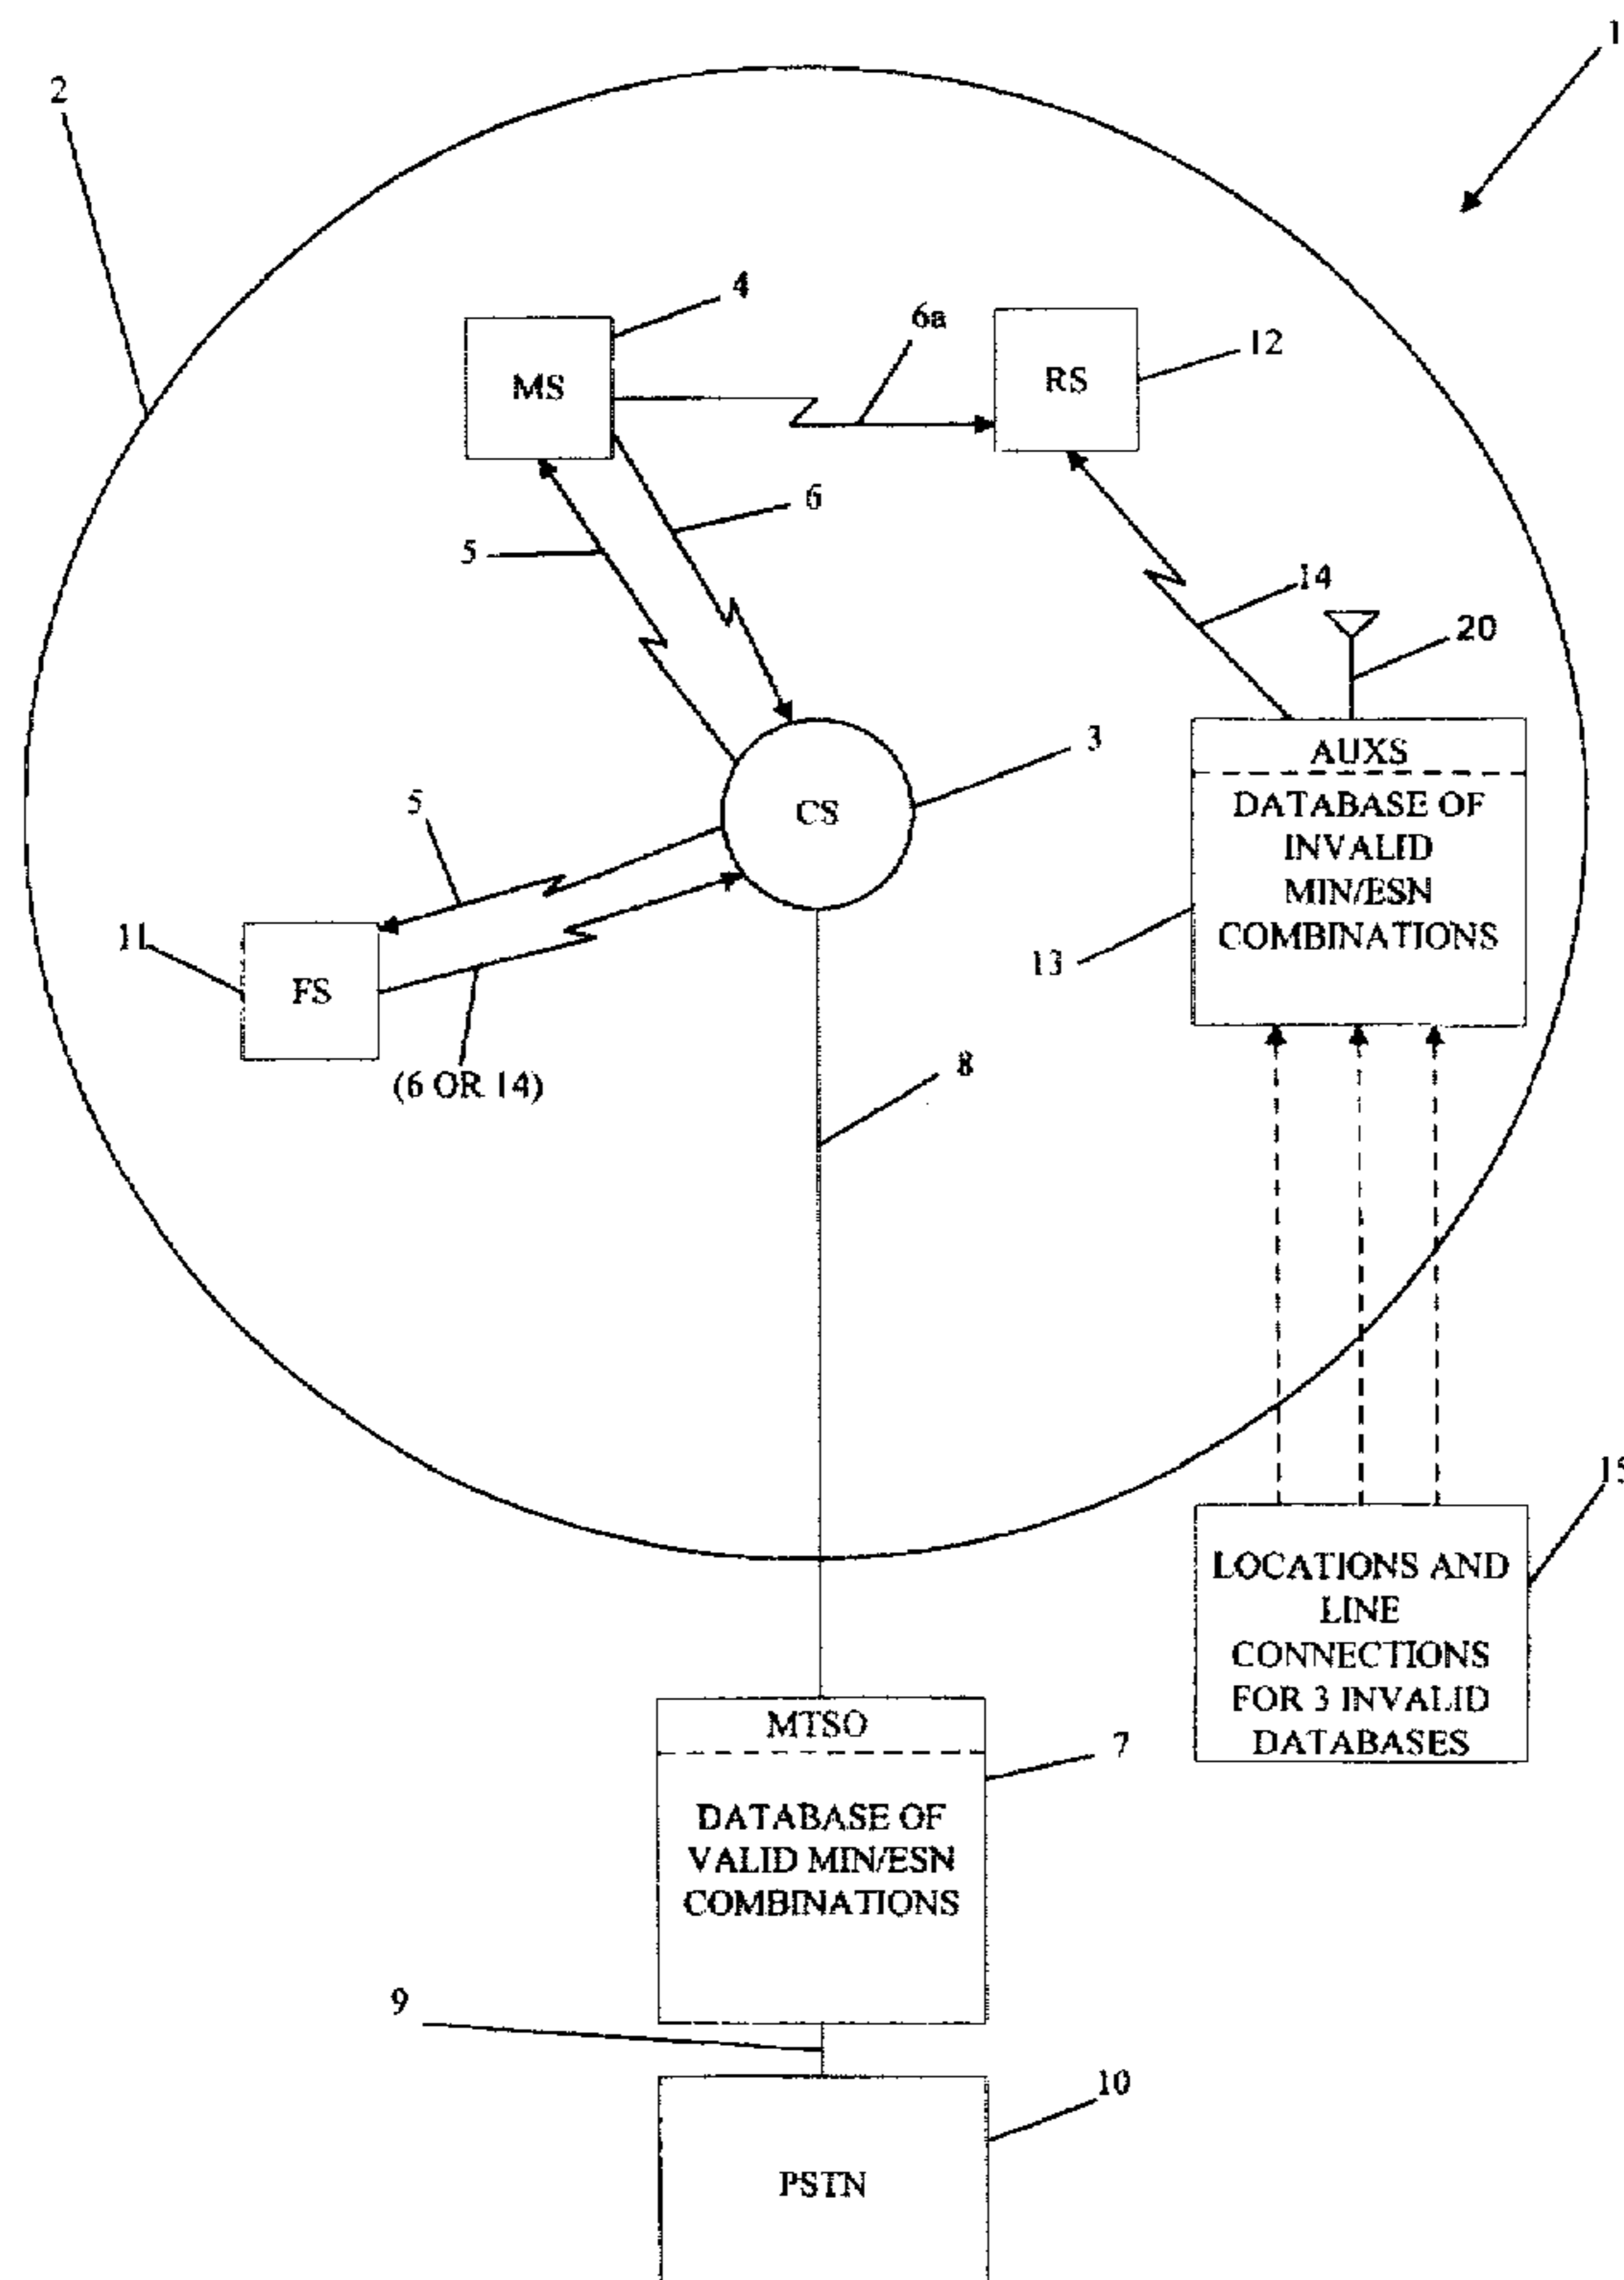 1
2
4
6a
12
MS
RS
6
5
14
20
3
AUXS
DATABASE OF
INVALID
MIN/ESN
COMBINATIONS
CS
5
11
13
FS
(6 OR 14)
8
15
LOCATIONS AND
LINE
CONNECTIONS
FOR 3 INVALID
DATABASES
MTSO
7
DATABASE OF
VALID MIN/ESN
COMBINATIONS
9
10
PSTN